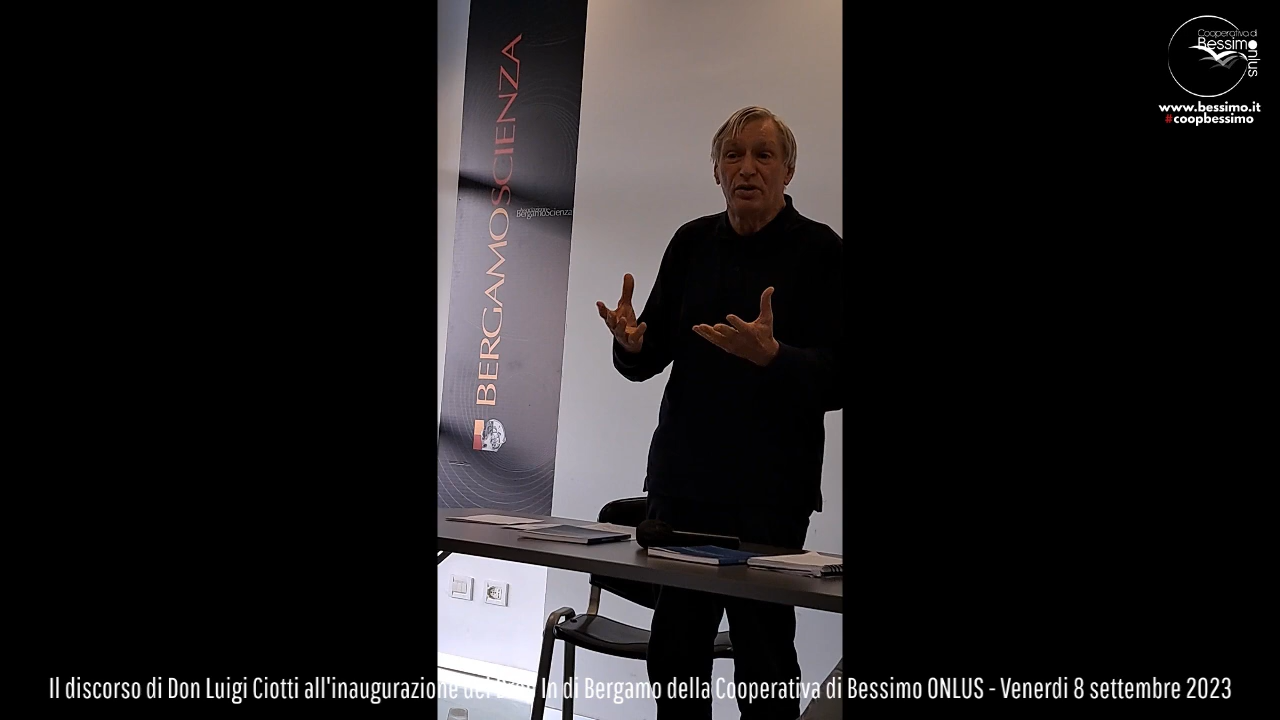 Cooperativa di
Bessimo
onlus
www.bessimo.it
#coopbessimo
BERGAMOSCIENZA
BergamoScienza
Il discorso di Don Luigi Ciotti all'inaugurazione del In di Bergamo della Cooperativa di Bessimo ONLUS - Venerdi 8 settembre 2023